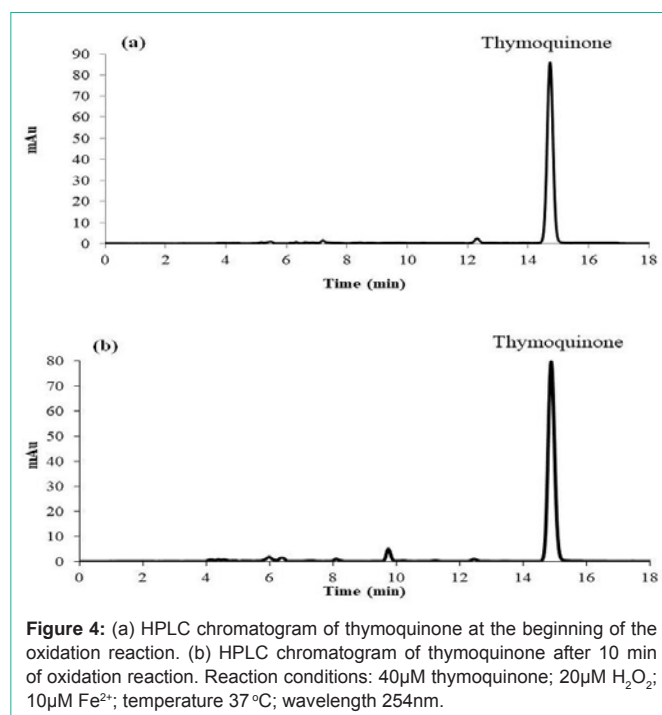 (a)
Thymoquinone
90
80
70
60
50
40
30
20
10
0
mAu
0 2 4 6 8 10 12 14 16 18
Time (min)
(b)
Thymoquinone
80
70
60
50
40
30
20
10
0
mAu
0 2 4 6 8 10 12 14 16 18
Time (min)
Figure 4: (a) HPLC chromatogram of thymoquinone at the beginning of the
oxidation reaction. (b) HPLC chromatogram of thymoquinone after 10 min
of oxidation reaction. Reaction conditions: 40µM thymoquinone; 20µM H₂O₂;
10µM Fe²⁺; temperature 37 °C; wavelength 254nm.